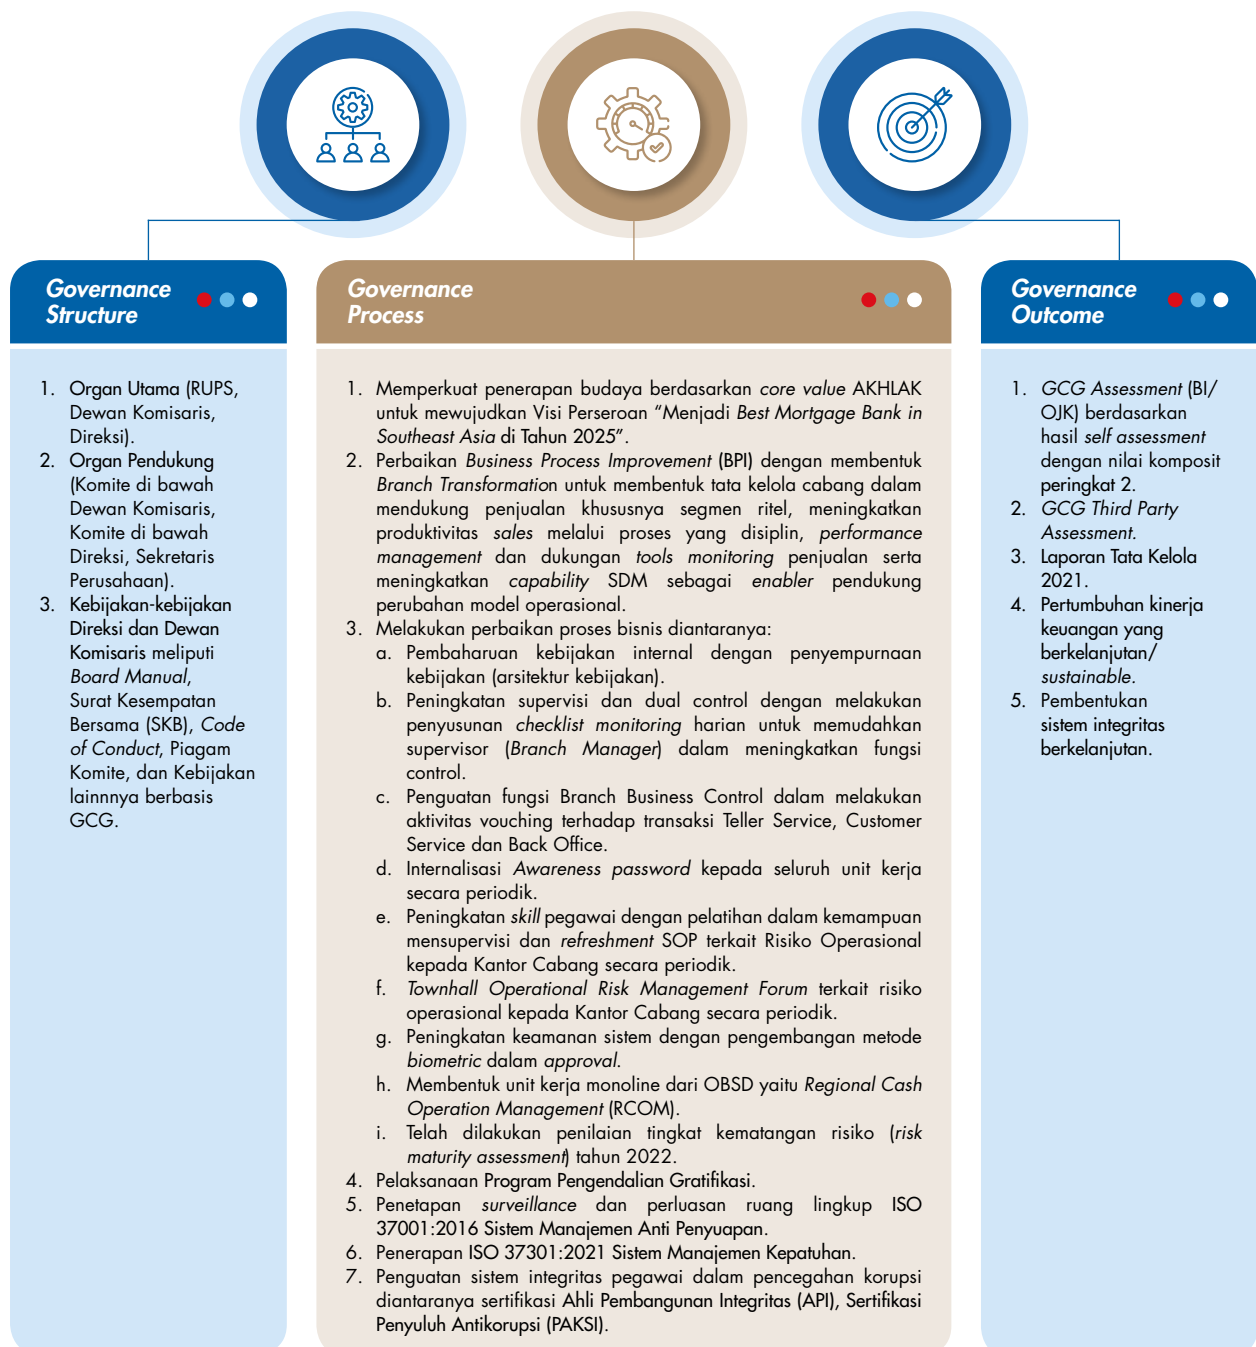 Governance
Structure
1. Organ Utama (RUPS,
Dewan Komisaris,
Direksi).
2. Organ Pendukung
(Komite di bawah
Dewan Komisaris,
Komite di bawah
Direksi, Sekretaris
Perusahaan).
3. Kebijakan-kebijakan
Direksi dan Dewan
Komisaris meliputi
Board Manual,
Surat Kesempatan
Bersama (SKB), Code
of Conduct, Piagam
Komite, dan Kebijakan
lainnnya berbasis
GCG.
Governance
Process
1. Memperkuat penerapan budaya berdasarkan core value AKHLAK
untuk mewujudkan Visi Perseroan “Menjadi Best Mortgage Bank in
Southeast Asia di Tahun 2025”.
2. Perbaikan Business Process Improvement (BPI) dengan membentuk
Branch Transformation untuk membentuk tata kelola cabang dalam
mendukung penjualan khususnya segmen ritel, meningkatkan
produktivitas sales melalui proses yang disiplin, performance
management dan dukungan tools monitoring penjualan serta
meningkatkan capability SDM sebagai enabler pendukung
perubahan model operasional.
3. Melakukan perbaikan proses bisnis diantaranya:
a. Pembaharuan kebijakan internal dengan penyempurnaan
kebijakan (arsitektur kebijakan).
b. Peningkatan supervisi dan dual control dengan melakukan
penyusunan checklist monitoring harian untuk memudahkan
supervisor (Branch Manager) dalam meningkatkan fungsi
control.
c. Penguatan fungsi Branch Business Control dalam melakukan
aktivitas vouching terhadap transaksi Teller Service, Customer
Service dan Back Office.
d. Internalisasi Awareness password kepada seluruh unit kerja
secara periodik.
e. Peningkatan skill pegawai dengan pelatihan dalam kemampuan
mensupervisi dan refreshment SOP terkait Risiko Operasional
kepada Kantor Cabang secara periodik.
f. Townhall Operational Risk Management Forum terkait risiko
operasional kepada Kantor Cabang secara periodik.
g. Peningkatan keamanan sistem dengan pengembangan metode
biometric dalam approval.
h. Membentuk unit kerja monoline dari OBSD yaitu Regional Cash
Operation Management (RCOM).
i. Telah dilakukan penilaian tingkat kematangan risiko (risk
maturity assessment) tahun 2022.
4. Pelaksanaan Program Pengendalian Gratifikasi.
5. Penetapan surveillance dan perluasan ruang lingkup ISO
37001:2016 Sistem Manajemen Anti Penyuapan.
6. Penerapan ISO 37301:2021 Sistem Manajemen Kepatuhan.
7. Penguatan sistem integritas pegawai dalam pencegahan korupsi
diantaranya sertifikasi Ahli Pembangunan Integritas (API), Sertifikasi
Penyuluh Antikorupsi (PAKSI).
Governance
Outcome
1. GCG Assessment (BI/
OJK) berdasarkan
hasil self assessment
dengan nilai komposit
peringkat 2.
2. GCG Third Party
Assessment.
3. Laporan Tata Kelola
2021.
4. Pertumbuhan kinerja
keuangan yang
berkelanjutan/
sustainable.
5. Pembentukan
sistem integritas
berkelanjutan.